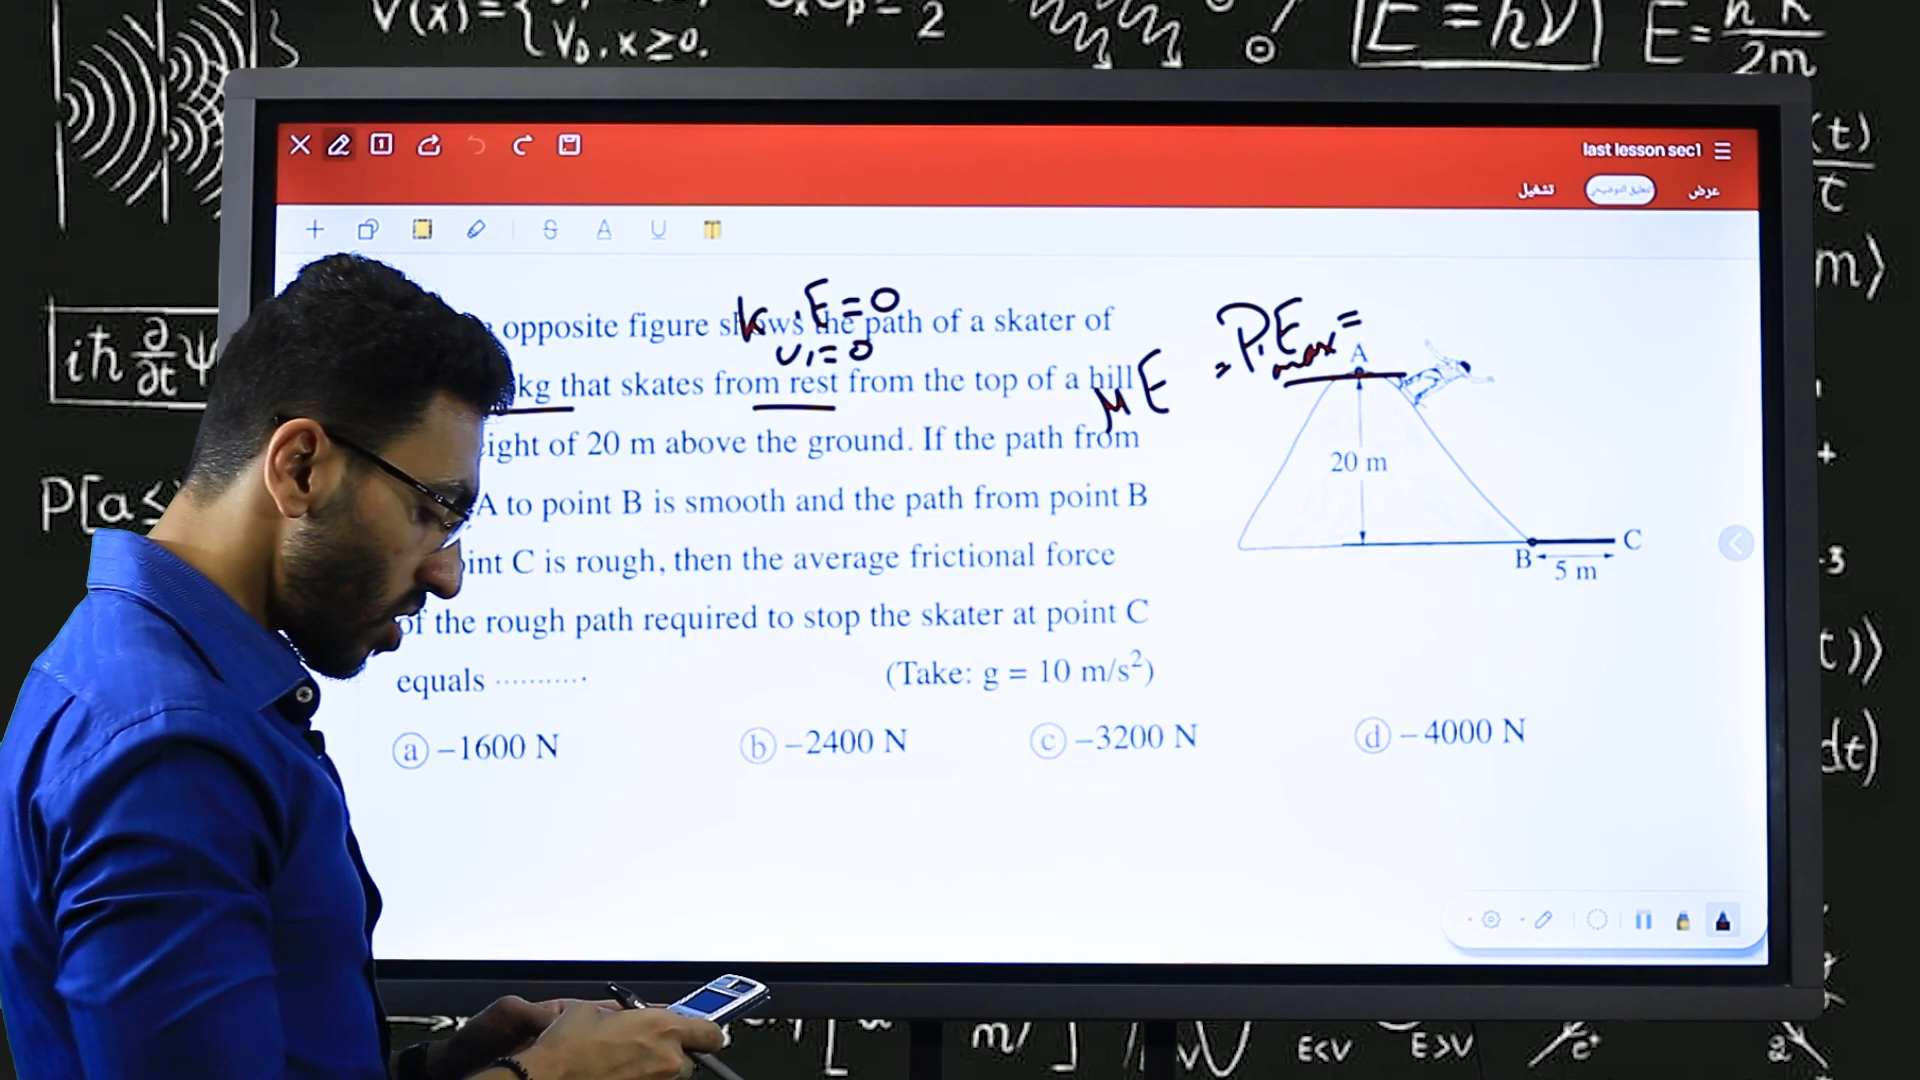 V(x)={
V₀, x≥0.
2
E=hν
E=
2m
(t)
t
m⟩
iħ ∂/∂t Ψ
P[a≤
+
-3
t)⟩
dt)
last lesson sec1
عرض
تشغيل
K.E=0
v₁=0
ME = P.E max =
opposite figure shows the path of a skater of
kg that skates from rest from the top of a hill
ight of 20 m above the ground. If the path from
A to point B is smooth and the path from point B
int C is rough, then the average frictional force
of the rough path required to stop the skater at point C
equals ..........
(Take: g = 10 m/s²)
ⓐ –1600 N
ⓑ –2400 N
ⓒ –3200 N
ⓓ – 4000 N
A
20 m
B
C
5 m
E<V
E>V
e⁺